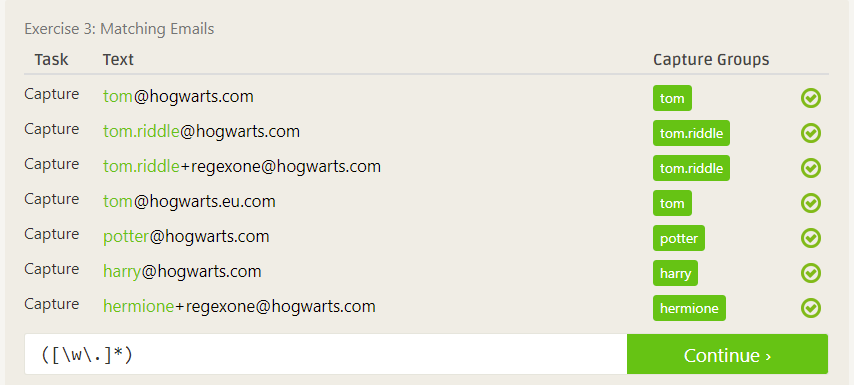 Exercise 3: Matching Emails
Task Text Capture Groups
Capture tom@hogwarts.com tom
Capture tom.riddle@hogwarts.com tom.riddle
Capture tom.riddle+regexone@hogwarts.com tom.riddle
Capture tom@hogwarts.eu.com tom
Capture potter@hogwarts.com potter
Capture harry@hogwarts.com harry
Capture hermione+regexone@hogwarts.com hermione
([\w\.]*) Continue ›